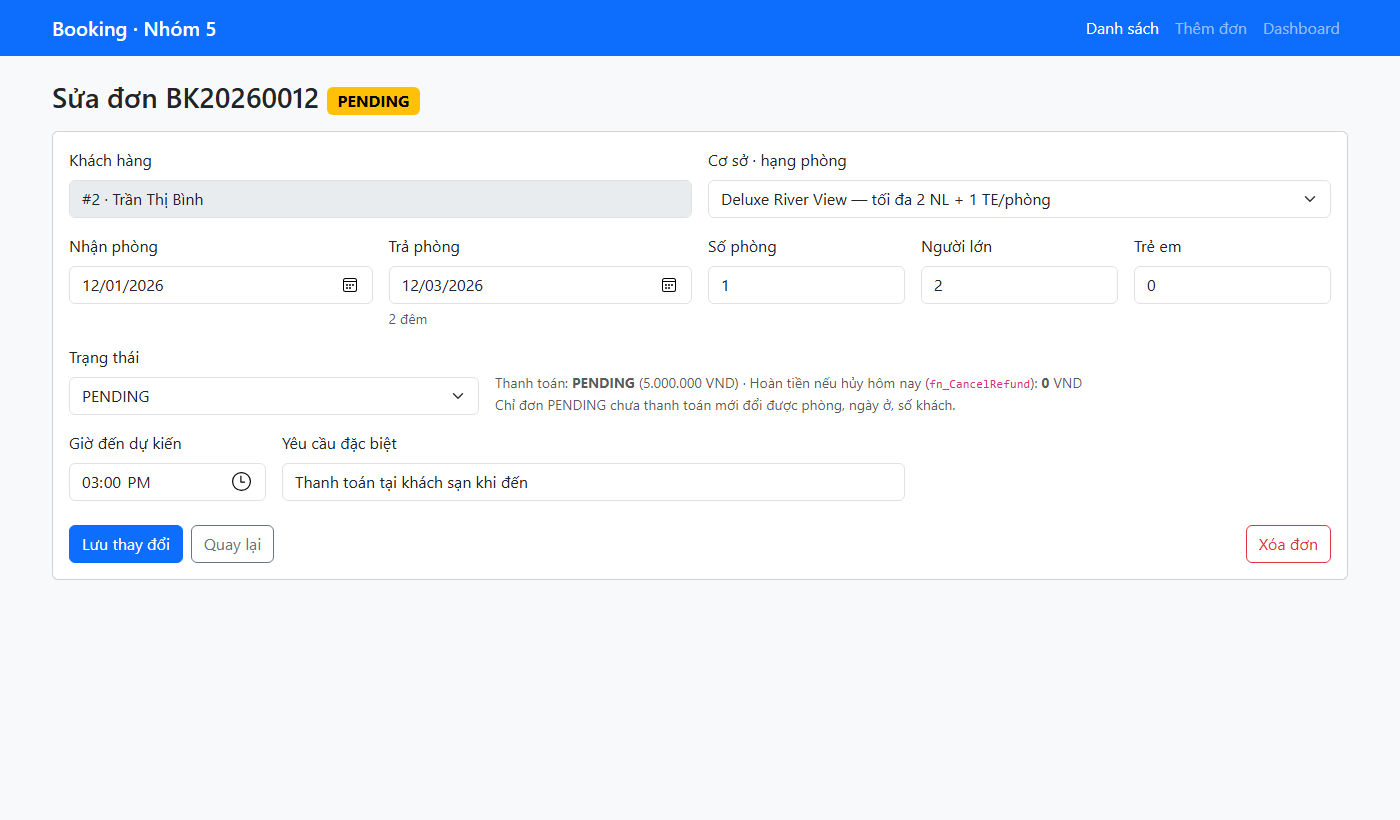 Booking · Nhóm 5
Danh sách Thêm đơn Dashboard
Sửa đơn BK20260012 PENDING
Khách hàng
#2 · Trần Thị Bình
Cơ sở · hạng phòng
Deluxe River View — tối đa 2 NL + 1 TE/phòng
Nhận phòng
12/01/2026
Trả phòng
12/03/2026
2 đêm
Số phòng
1
Người lớn
2
Trẻ em
0
Trạng thái
PENDING
Thanh toán: PENDING (5.000.000 VND) · Hoàn tiền nếu hủy hôm nay (fn_CancelRefund): 0 VND
Chỉ đơn PENDING chưa thanh toán mới đổi được phòng, ngày ở, số khách.
Giờ đến dự kiến
03:00 PM
Yêu cầu đặc biệt
Thanh toán tại khách sạn khi đến
Lưu thay đổi
Quay lại
Xóa đơn